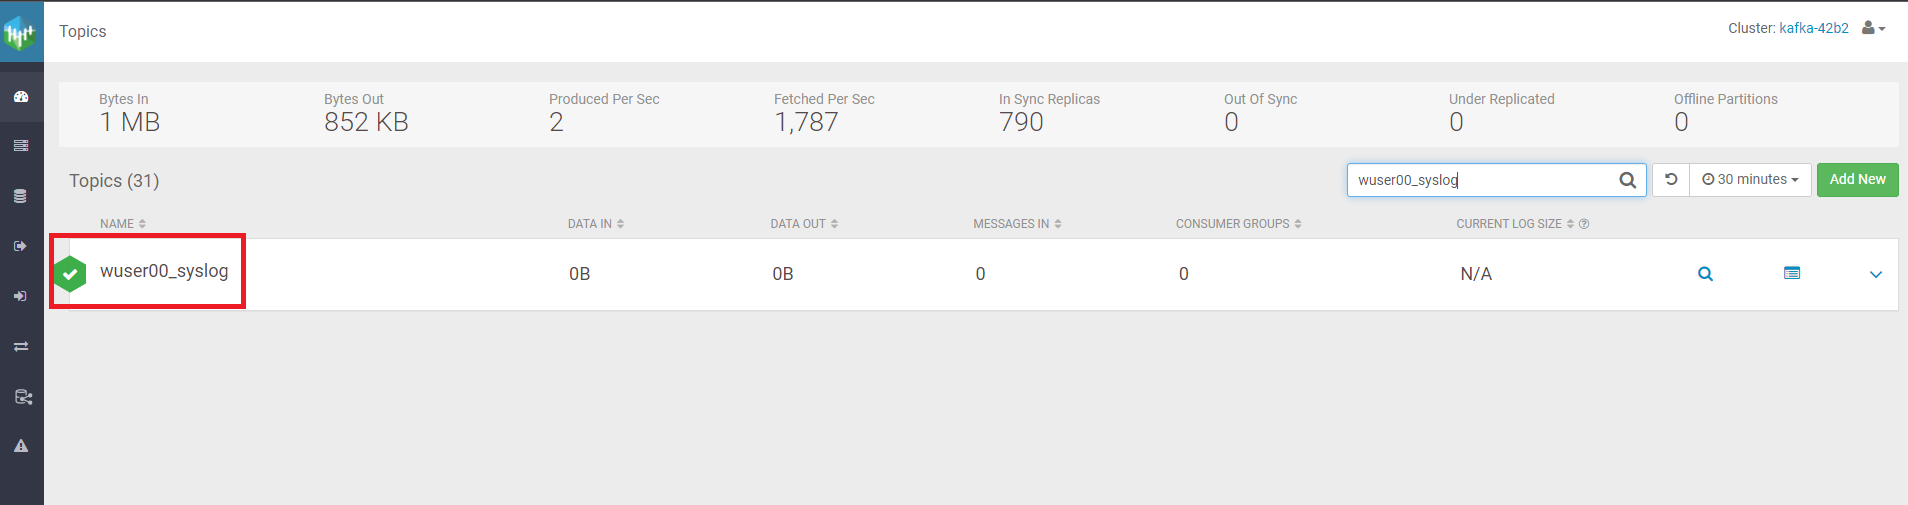 Topics
Cluster: kafka-42b2
Bytes In Bytes Out Produced Per Sec Fetched Per Sec In Sync Replicas Out Of Sync Under Replicated Offline Partitions
1 MB 852 KB 2 1,787 790 0 0 0
Topics (31) wuser00_syslog 30 minutes Add New
NAME DATA IN DATA OUT MESSAGES IN CONSUMER GROUPS CURRENT LOG SIZE
wuser00_syslog 0B 0B 0 0 N/A